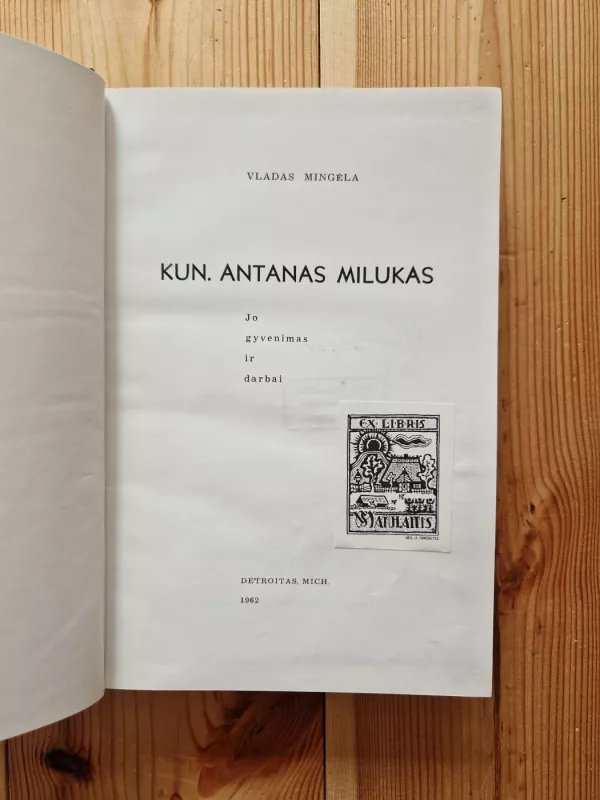 VLADAS MINGĖLA
KUN. ANTANAS MILUKAS
Jo
gyvenimas
ir
darbai
EX LIBRIS
MATULAITIS
DETROITAS, MICH.
1962